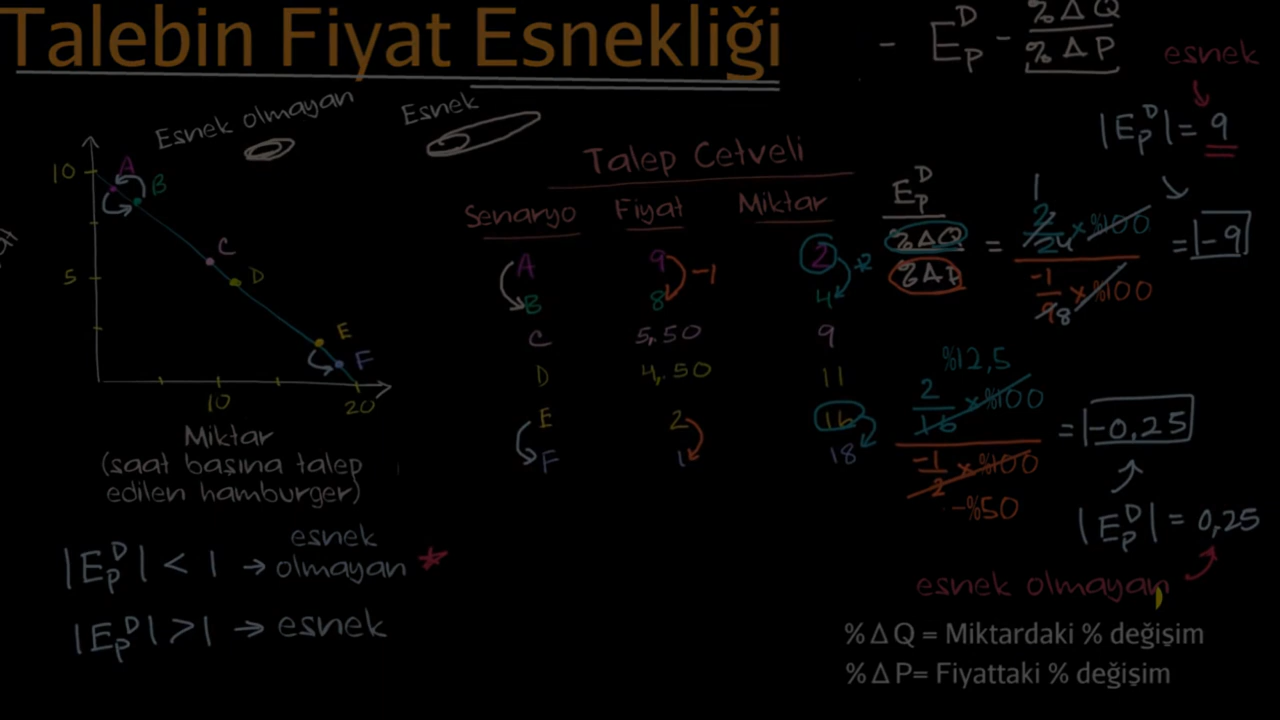 Talebin Fiyat Esnekliği
- E_P^D - %ΔQ
%ΔP
esnek
|E_P^D| = 9
Esnek olmayan
Esnek
10
A
B
C
5
D
E
F
10
20
Miktar
(saat başına talep
edilen hamburger)
|E_P^D| < 1 → esnek
olmayan *
|E_P^D| > 1 → esnek
Talep Cetveli
Senaryo Fiyat Miktar
A 9 -1 2 +2
B 8 4
C 5,50 9
D 4,50 11
E 2 16
F 1 18
E_P^D
%ΔQ
%ΔP
=
1
2
24
x %100
-1
98
x %100
= -9
%12,5
2
16
x %100
-1
2
x %100
-%50
= -0,25
|E_P^D| = 0,25
esnek olmayan
%ΔQ = Miktardaki % değişim
%ΔP= Fiyattaki % değişim